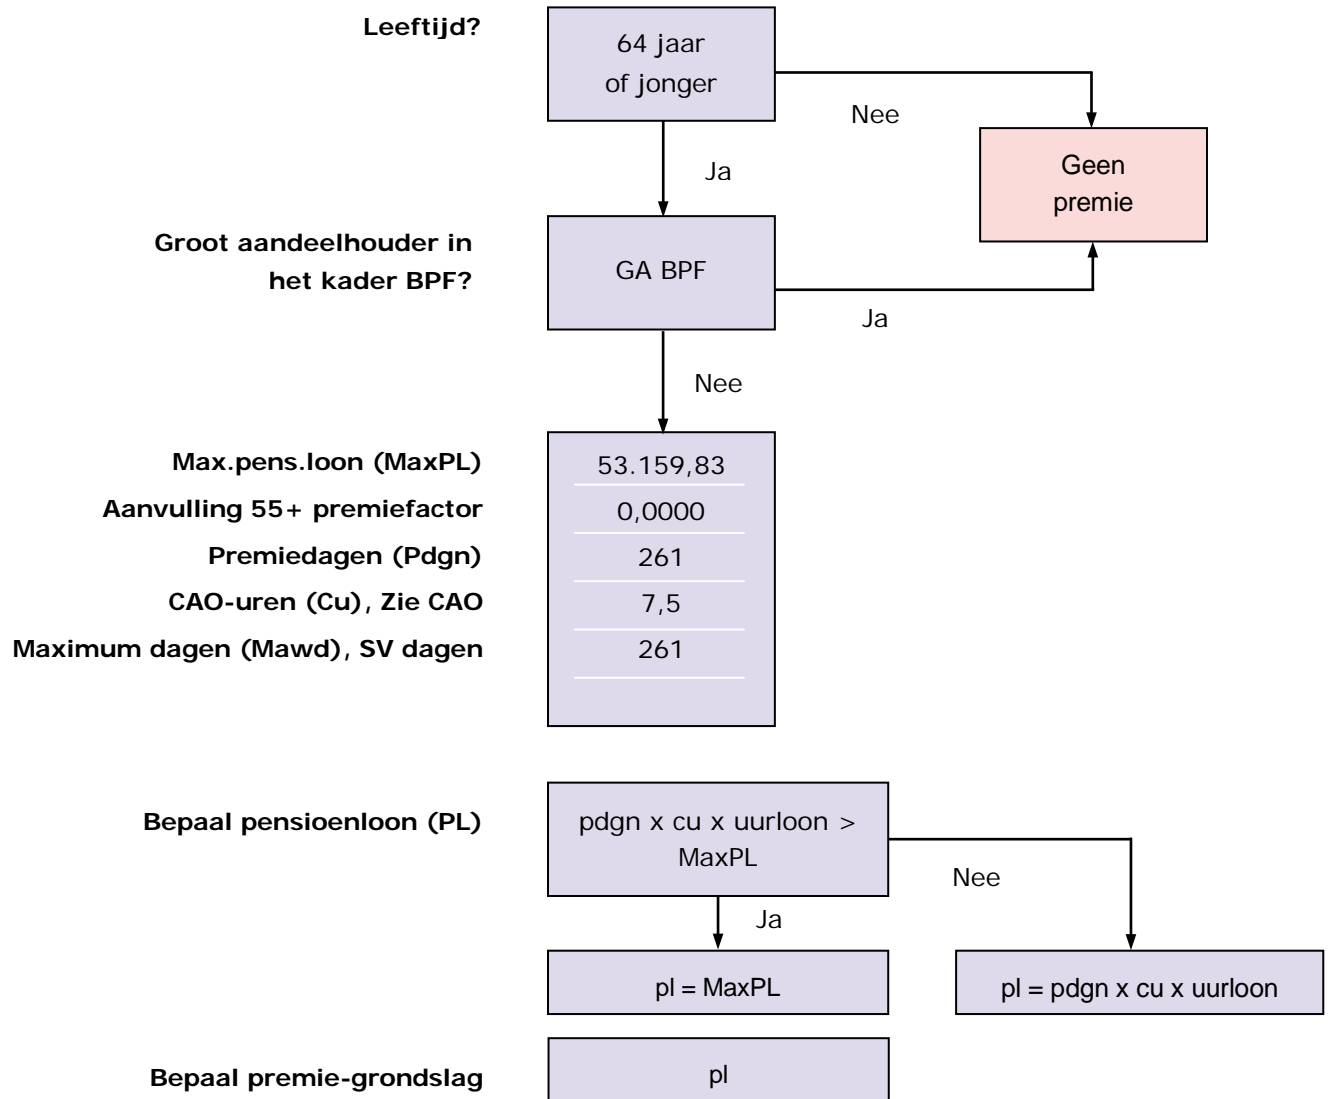 Leeftijd?
64 jaar
of jonger
Nee
Geen
premie
Ja
Groot aandeelhouder in
het kader BPF?
GA BPF
Ja
Nee
Max.pens.loon (MaxPL) 53.159,83
Aanvulling 55+ premiefactor 0,0000
Premiedagen (Pdgn) 261
CAO-uren (Cu), Zie CAO 7,5
Maximum dagen (Mawd), SV dagen 261
Bepaal pensioenloon (PL)
pdgn x cu x uurloon >
MaxPL
Nee
Ja
pl = MaxPL
pl = pdgn x cu x uurloon
Bepaal premie-grondslag
pl